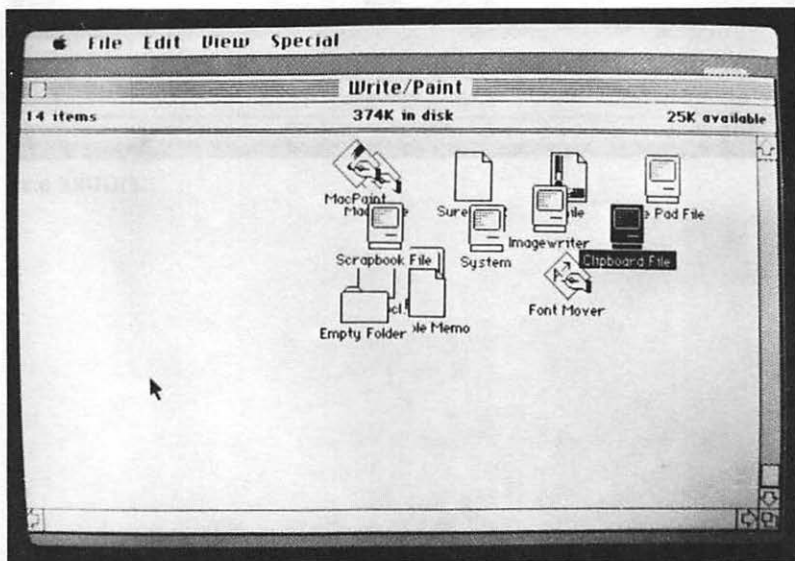 File Edit View Special
Write/Paint
14 items 374K in disk 25K available
MacPaint
Pad File
Imagewriter
Scrapbook File System Clipboard File
Font Mover
Empty Folder Memo